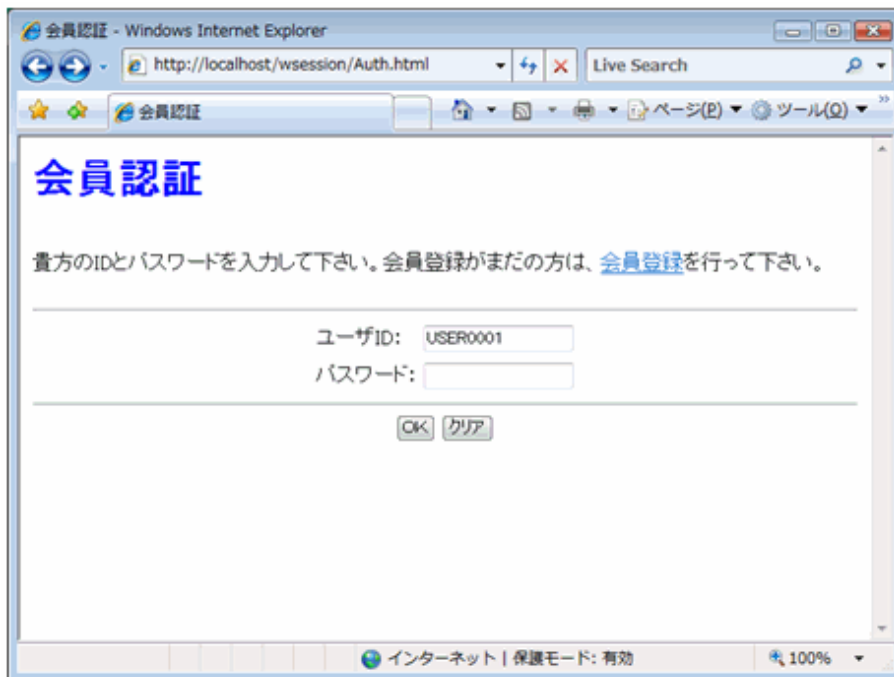 会員認証 - Windows Internet Explorer
http://localhost/wsession/Auth.html Live Search
会員認証 ページ(P) ツール(O) »
会員認証
貴方のIDとパスワードを入力して下さい。会員登録がまだの方は、会員登録を行って下さい。
ユーザID: USER0001
パスワード:
OK クリア
インターネット | 保護モード: 有効 100%